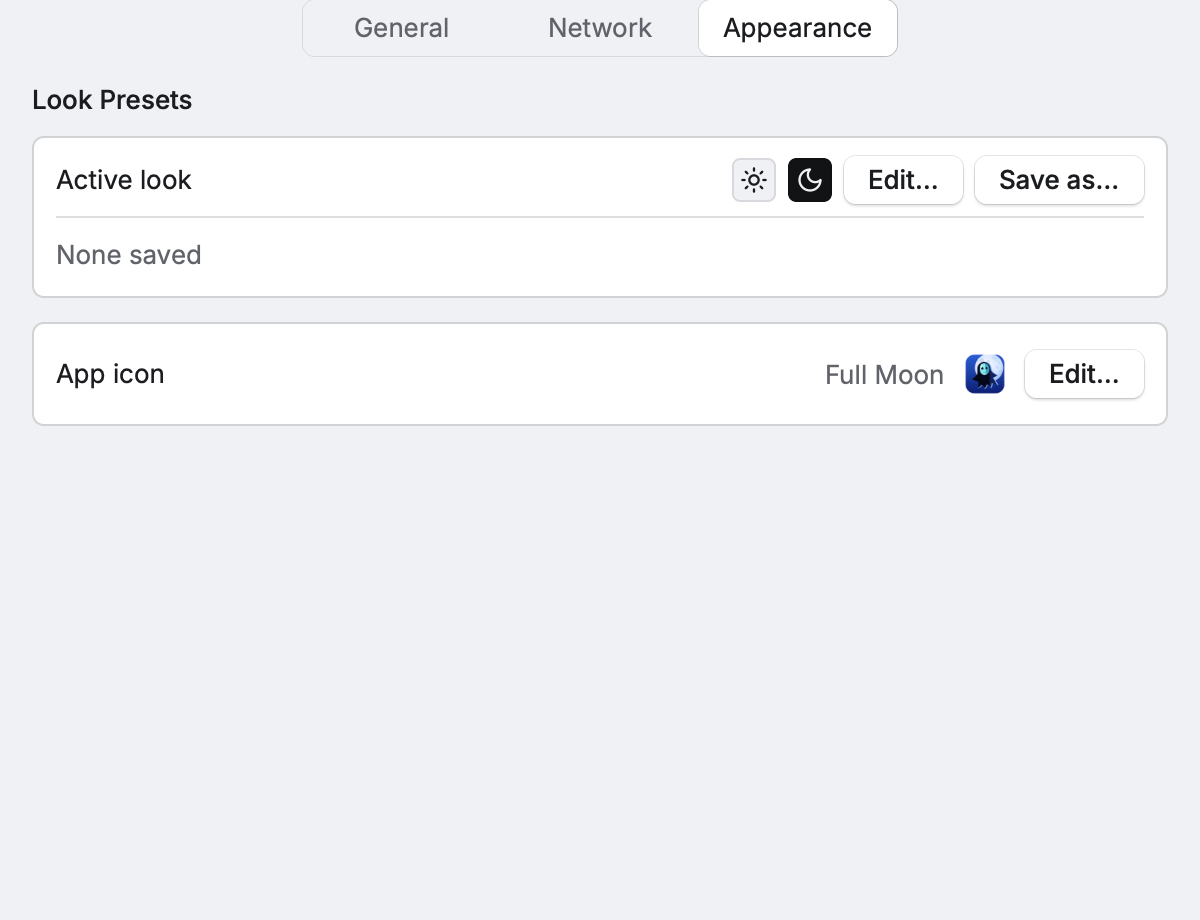 General Network Appearance
Look Presets
Active look Edit... Save as...
None saved
App icon Full Moon Edit...